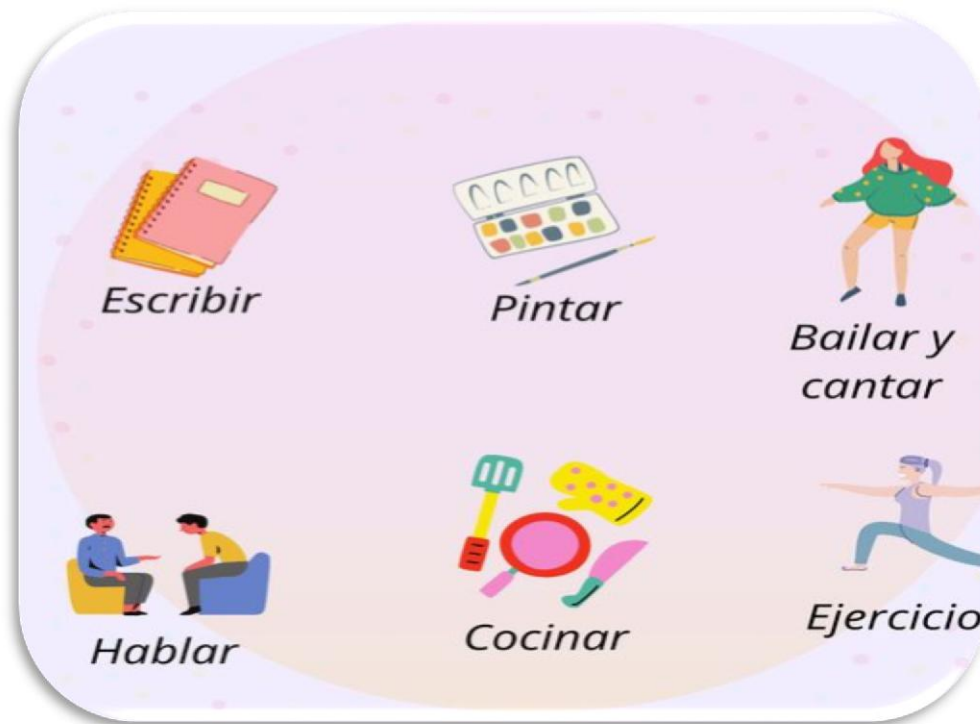 Escribir
Pintar
Bailar y
cantar
Hablar
Cocinar
Ejercicio